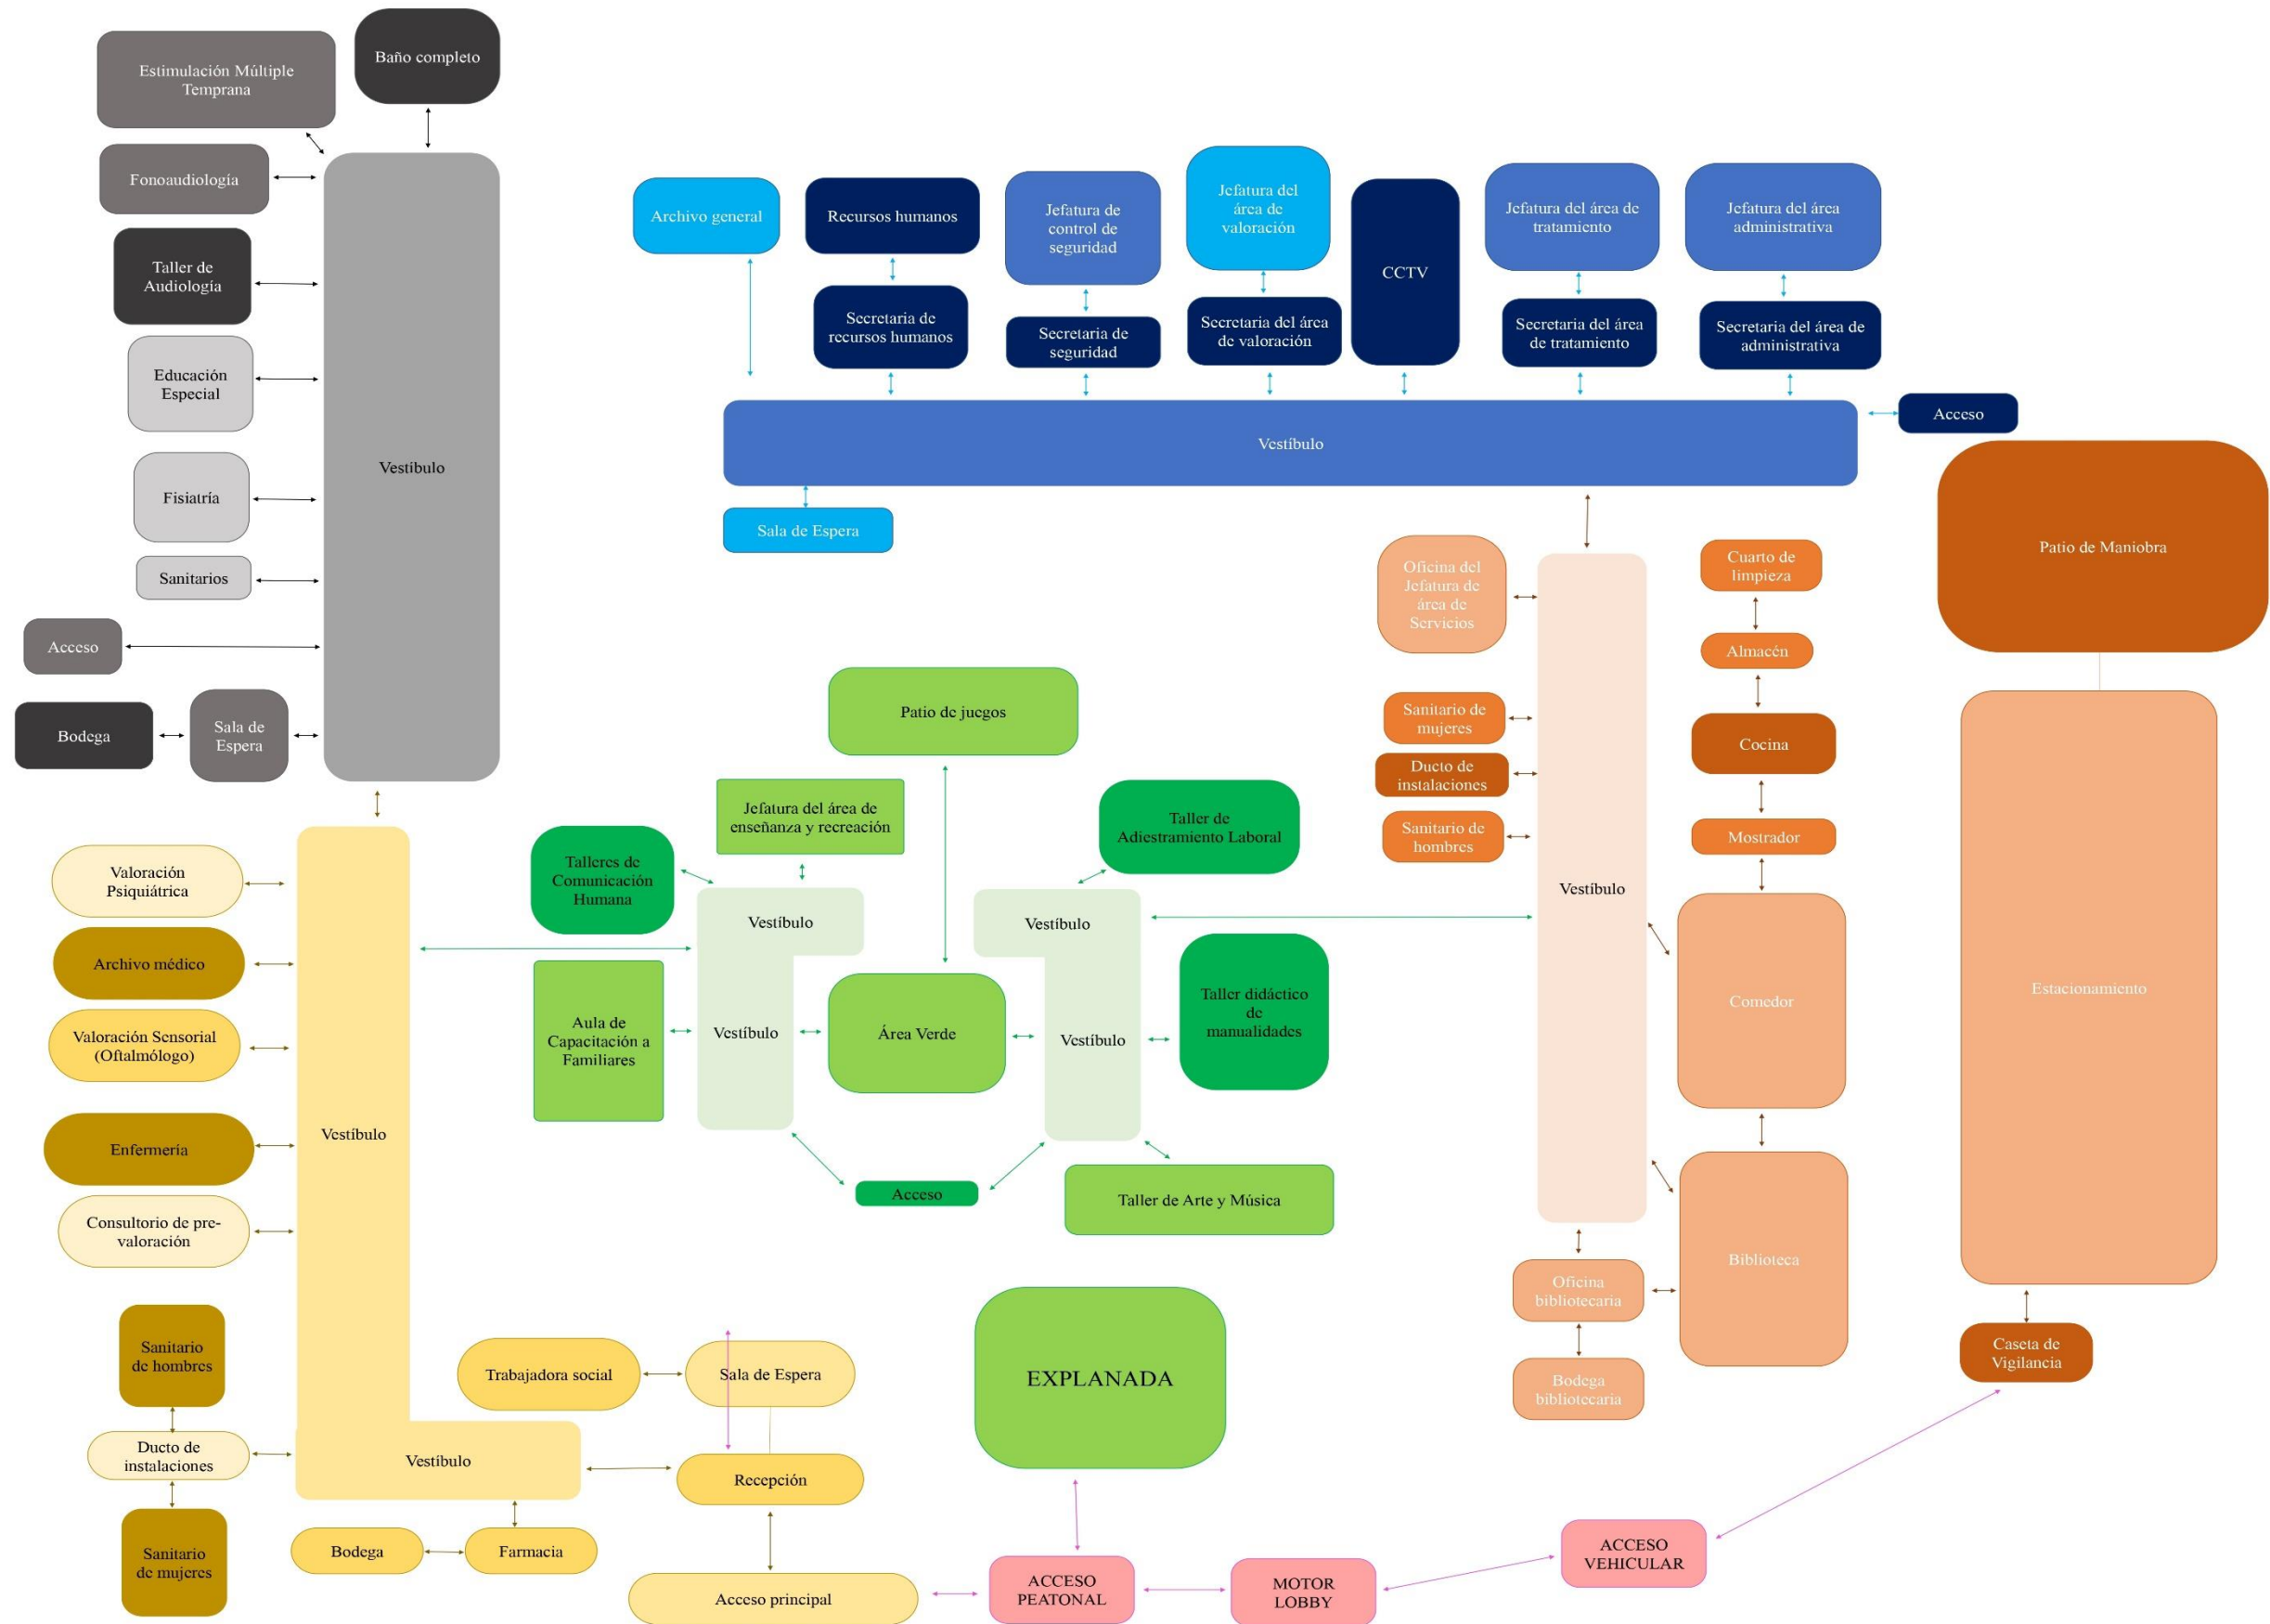 Baño completo
Estimulación Múltiple
Temprana
Fonoaudiología
Taller de
Audiología
Educación
Especial
Fisiatría
Sanitarios
Acceso
Bodega
Sala de
Espera
Vestíbulo
Archivo general
Recursos humanos
Secretaria de
recursos humanos
Jefatura de
control de
seguridad
Secretaria de
seguridad
Jefatura del
área de
valoración
Secretaria del área
de valoración
CCTV
Jefatura del área de
tratamiento
Secretaria del área
de tratamiento
Jefatura del área
administrativa
Secretaria del área de
administrativa
Vestíbulo
Acceso
Sala de Espera
Oficina del
Jefatura de
área de
Servicios
Sanitario de
mujeres
Ducto de
instalaciones
Sanitario de
hombres
Vestíbulo
Cuarto de
limpieza
Almacén
Cocina
Mostrador
Comedor
Biblioteca
Oficina
bibliotecaria
Bodega
bibliotecaria
Patio de Maniobra
Estacionamiento
Caseta de
Vigilancia
Patio de juegos
Jefatura del área de
enseñanza y recreación
Talleres de
Comunicación
Humana
Vestíbulo
Vestíbulo
Aula de
Capacitación a
Familiares
Área Verde
Taller de
Adiestramiento Laboral
Vestíbulo
Vestíbulo
Taller didáctico
de
manualidades
Acceso
Taller de Arte y Música
Valoración
Psiquiátrica
Archivo médico
Valoración Sensorial
(Oftalmólogo)
Enfermería
Consultorio de pre-
valoración
Vestíbulo
Sanitario
de hombres
Ducto de
instalaciones
Sanitario
de mujeres
Vestíbulo
Trabajadora social
Sala de Espera
Recepción
Bodega
Farmacia
Acceso principal
EXPLANADA
ACCESO
PEATONAL
MOTOR
LOBBY
ACCESO
VEHICULAR